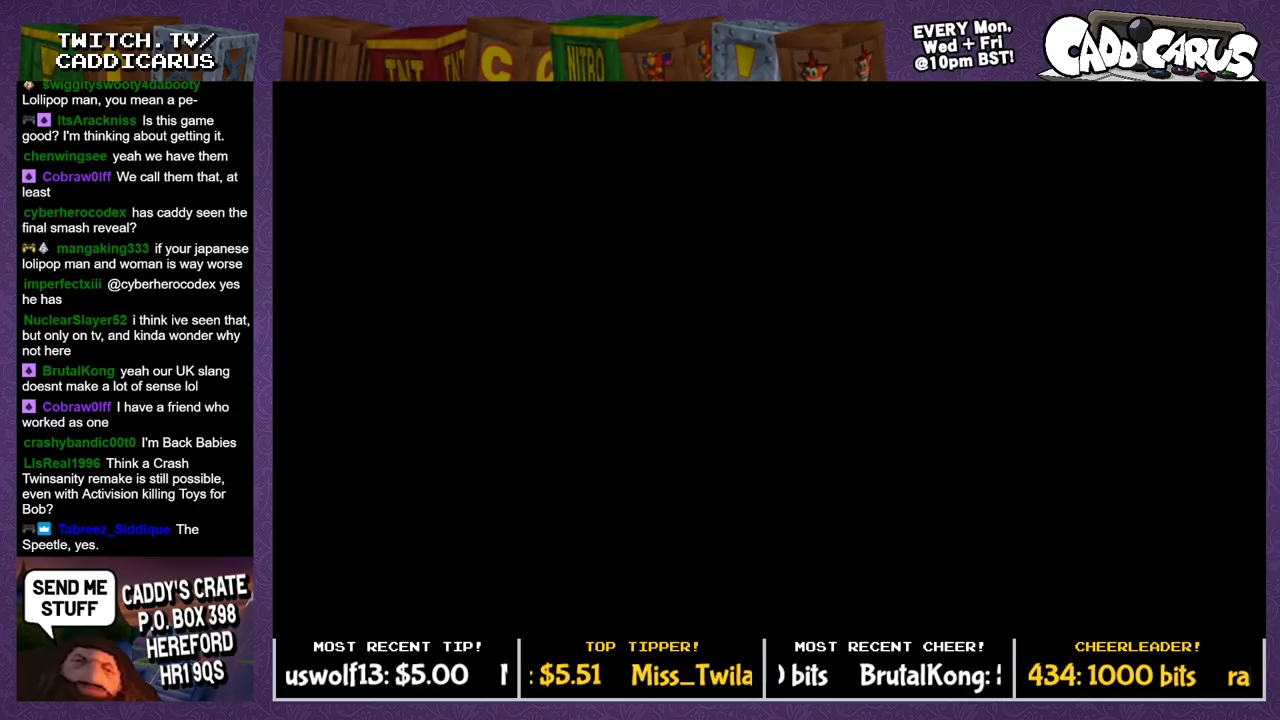 TWITCH.TV/
CADDICARUS
TNT
TNT
C
NITRO
!
EVERY Mon,
Wed + Fri
@10pm BST!
CADDICARUS
swiggityswooty4dabooty
Lollipop man, you mean a pe-
ItsArackniss Is this game
good? I'm thinking about getting it.
chenwingsee yeah we have them
Cobraw0lff We call them that, at
least
cyberherocodex has caddy seen the
final smash reveal?
mangaking333 if your japanese
lolipop man and woman is way worse
imperfectxiii @cyberherocodex yes
he has
NuclearSlayer52 i think ive seen that,
but only on tv, and kinda wonder why
not here
BrutalKong yeah our UK slang
doesnt make a lot of sense lol
Cobraw0lff I have a friend who
worked as one
crashybandic00t0 I'm Back Babies
LIsReal1996 Think a Crash
Twinsanity remake is still possible,
even with Activision killing Toys for
Bob?
Tabreez_Siddique The
Speetle, yes.
SEND ME
STUFF
CADDY'S CRATE
P.O. BOX 398
HEREFORD
HR1 9QS
MOST RECENT TIP!
uswolf13: $5.00
TOP TIPPER!
: $5.51 Miss_Twila
MOST RECENT CHEER!
bits BrutalKong:
CHEERLEADER!
434: 1000 bits ra